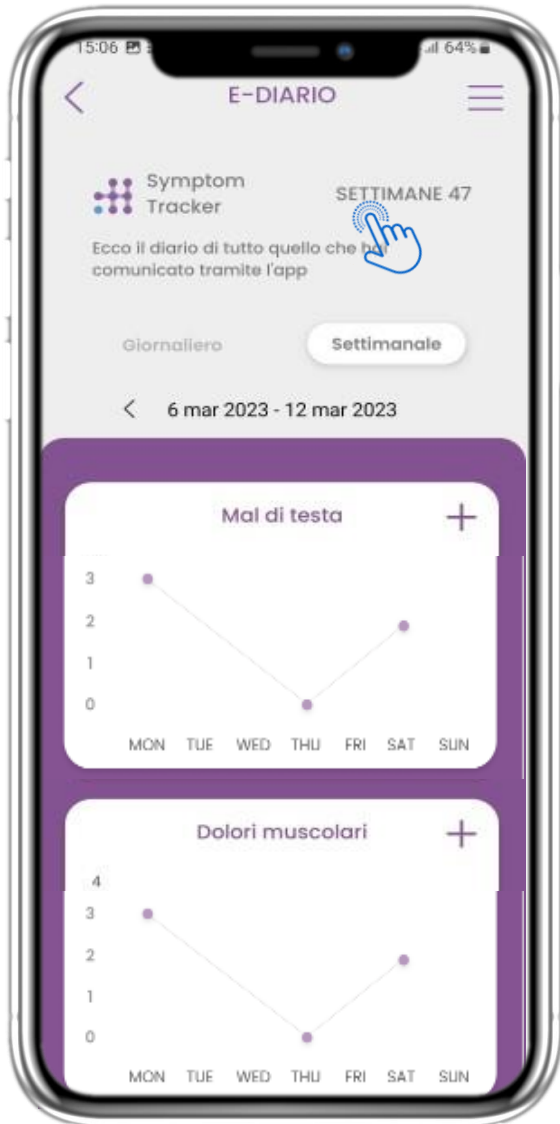 15:06 64%
E-DIARIO
Symptom
Tracker
SETTIMANE 47
Ecco il diario di tutto quello che hai
comunicato tramite l'app
Giornaliero Settimanale
6 mar 2023 - 12 mar 2023
Mal di testa
3
2
1
0
MON TUE WED THU FRI SAT SUN
Dolori muscolari
4
3
2
1
0
MON TUE WED THU FRI SAT SUN